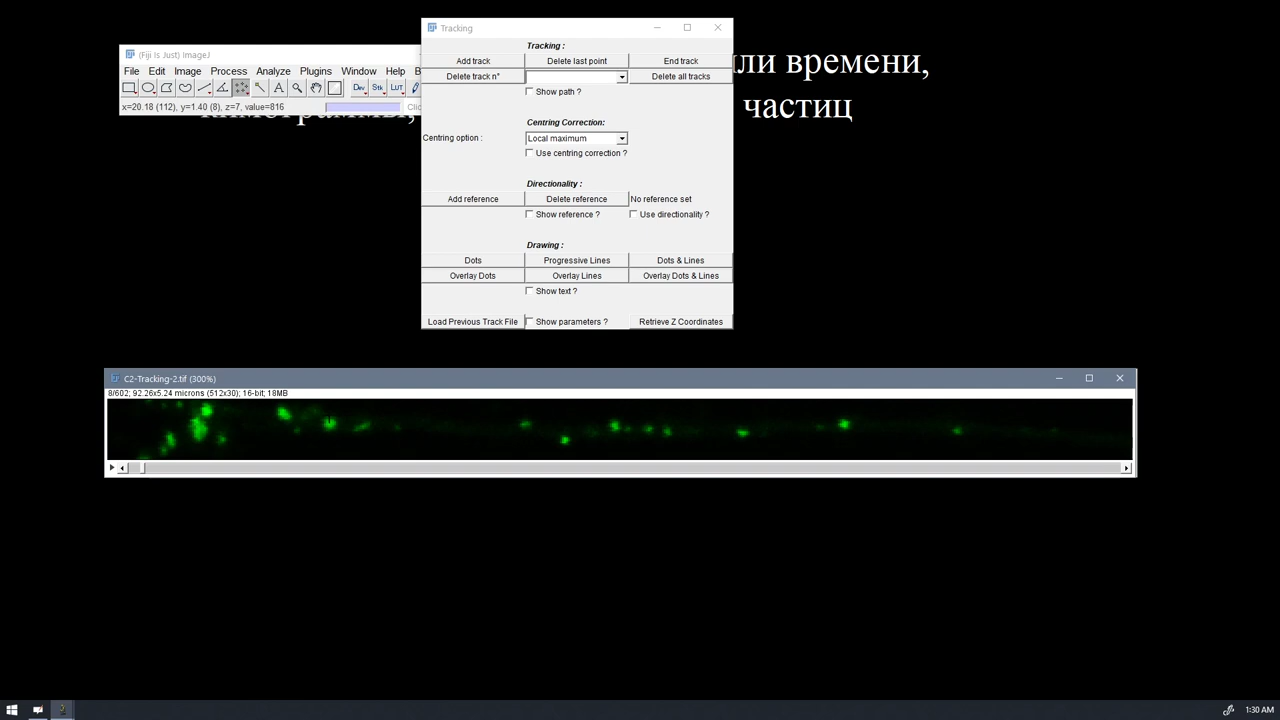 Tracking
Tracking :
Add track Delete last point End track
Delete track n° Delete all tracks
Show path ?
Centring Correction:
Centring option : Local maximum
Use centring correction ?
Directionality :
Add reference Delete reference No reference set
Show reference ? Use directionality ?
Drawing :
Dots Progressive Lines Dots & Lines
Overlay Dots Overlay Lines Overlay Dots & Lines
Show text ?
Load Previous Track File Show parameters ? Retrieve Z Coordinates
(Fiji Is Just) ImageJ
File Edit Image Process Analyze Plugins Window Help
Dev Stk LUT
x=20.18 (112), y=1.40 (8), z=7, value=816
или времени,
частиц
C2-Tracking-2.tif (300%)
8/602; 92.26x5.24 microns (512x30); 16-bit; 18MB
1:30 AM